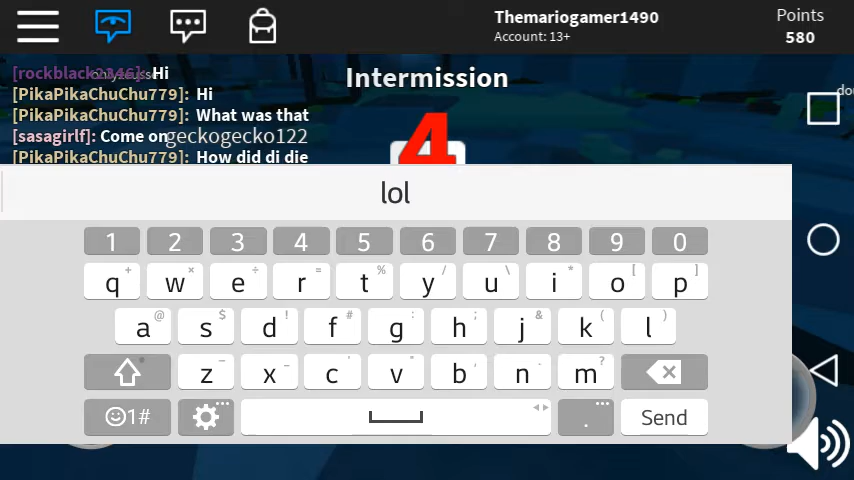 Themariogamer1490
Account: 13+
Points
580
[rockblack2346]: Hi
[PikaPikaChuChu779]: Hi
[PikaPikaChuChu779]: What was that
[sasagirlf]: Come on
geckogecko122
[PikaPikaChuChu779]: How did di die
Intermission
4
dou
lol
1 2 3 4 5 6 7 8 9 0
q + w × e ÷ r = t % y / u \ i * o [ p ]
a @ s $ d ! f # g : h ; j & k ( l )
z _ x - c ' v " b , n . m ?
☺1# ... ... . Send